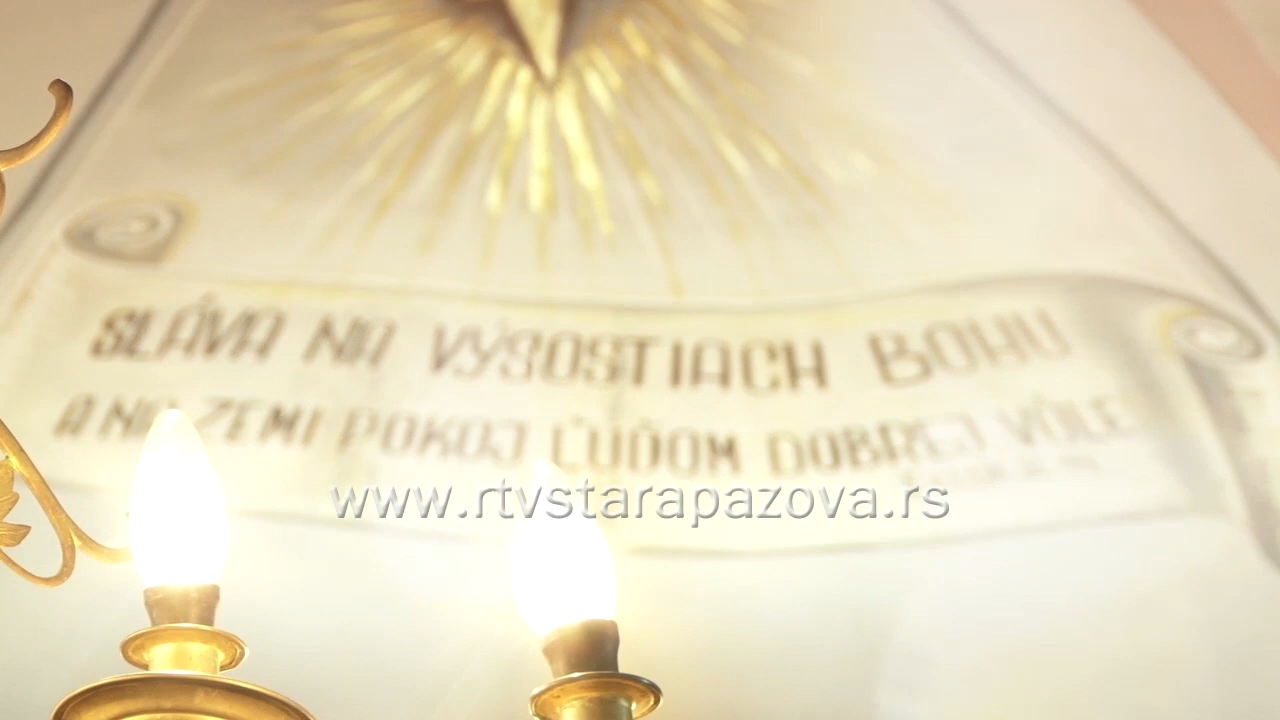 SLÁVA NA VÝSOSTIACH BOHU
A NA ZEMI POKOJ ĽUĎOM DOBREJ VÔLE
www.rtvstarapazova.rs